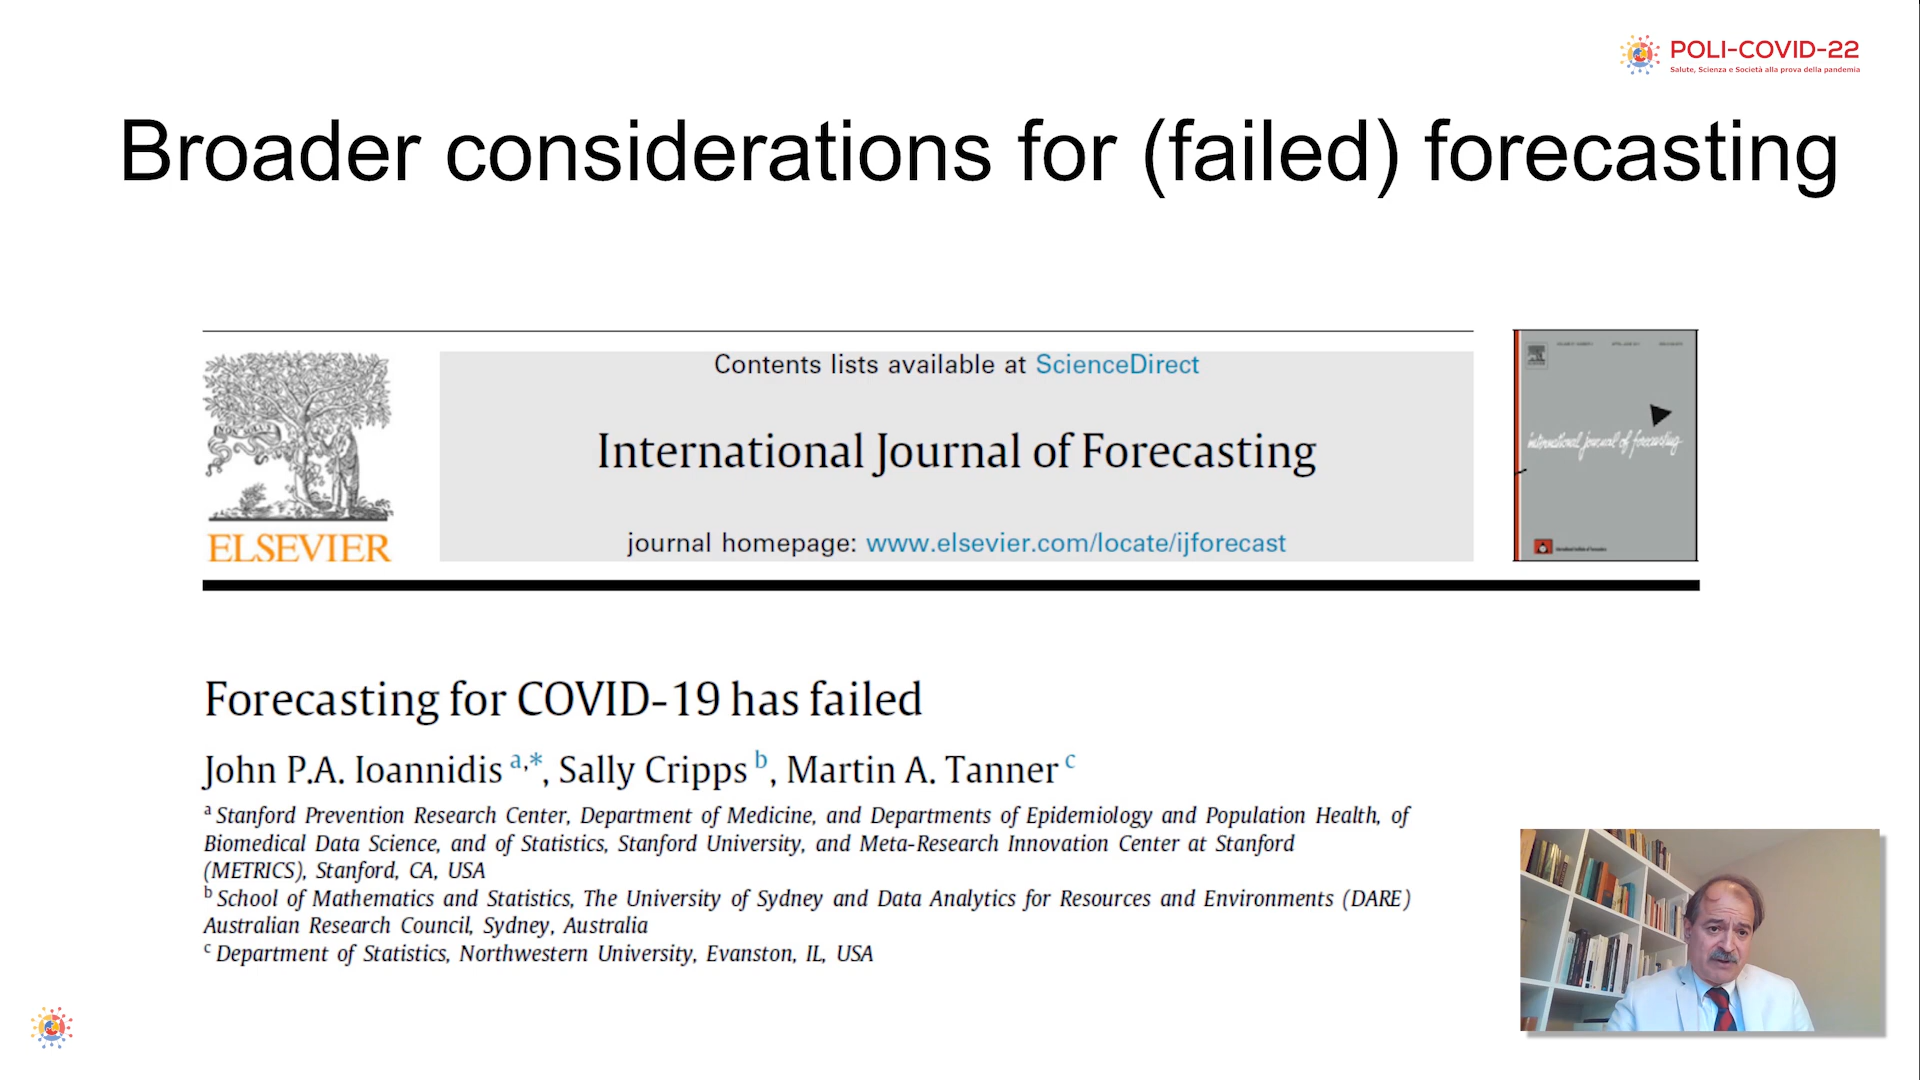 POLI-COVID-22
Salute, Scienza e Società alla prova della pandemia
Broader considerations for (failed) forecasting
Contents lists available at ScienceDirect
International Journal of Forecasting
journal homepage: www.elsevier.com/locate/ijforecast
ELSEVIER
international journal of forecasting
Forecasting for COVID-19 has failed
John P.A. Ioannidis a,*, Sally Cripps b, Martin A. Tanner c
a Stanford Prevention Research Center, Department of Medicine, and Departments of Epidemiology and Population Health, of
Biomedical Data Science, and of Statistics, Stanford University, and Meta-Research Innovation Center at Stanford
(METRICS), Stanford, CA, USA
b School of Mathematics and Statistics, The University of Sydney and Data Analytics for Resources and Environments (DARE)
Australian Research Council, Sydney, Australia
c Department of Statistics, Northwestern University, Evanston, IL, USA